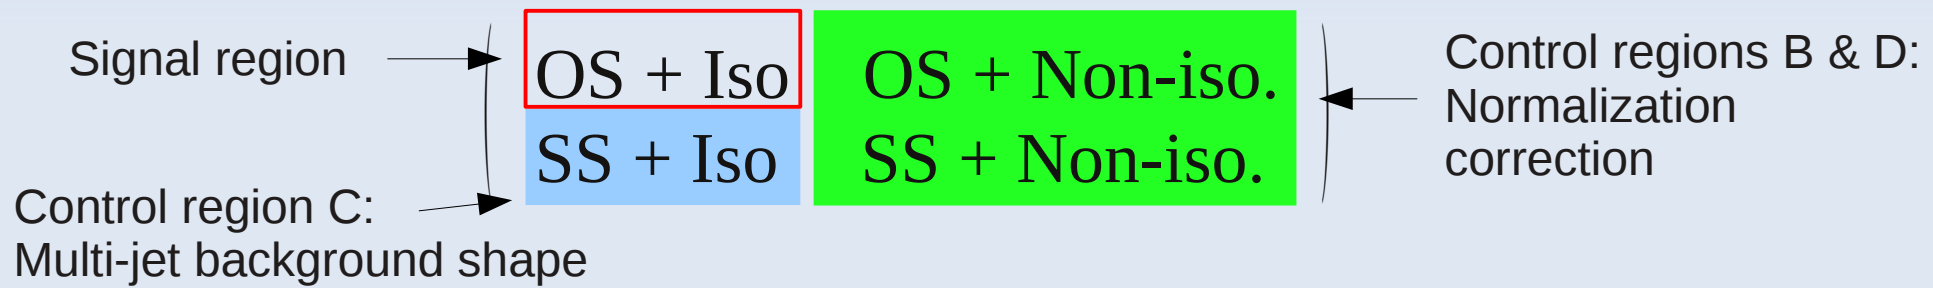 Signal region
OS + Iso
OS + Non-iso.
SS + Iso
SS + Non-iso.
Control regions B & D:
Normalization
correction
Control region C:
Multi-jet background shape